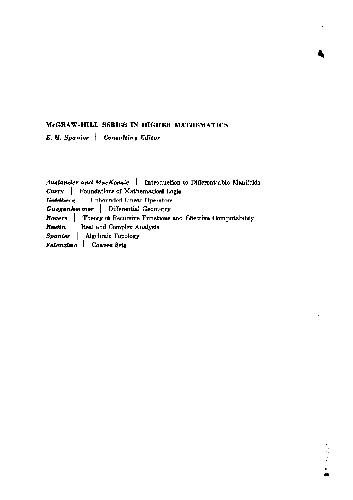 McGRAW-HILL SERIES IN HIGHER MATHEMATICS
E. H. Spanier | Consulting Editor
Auslander and MacKenzie | Introduction to Differentiable Manifolds
Curry | Foundations of Mathematical Logic
Goldberg | Unbounded Linear Operators
Guggenheimer | Differential Geometry
Rogers | Theory of Recursive Functions and Effective Computability
Rudin | Real and Complex Analysis
Spanier | Algebraic Topology
Valentine | Convex Sets